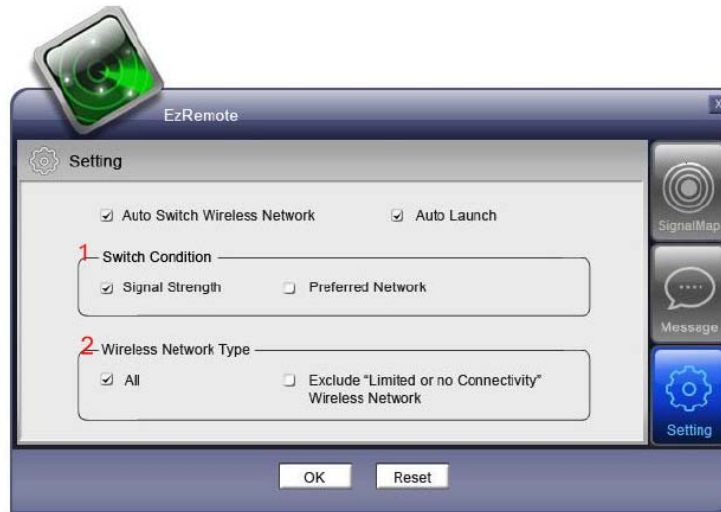 EzRemote
X
Setting
Auto Switch Wireless Network
Auto Launch
1
Switch Condition
Signal Strength
Preferred Network
2
Wireless Network Type
All
Exclude “Limited or no Connectivity”
Wireless Network
SignalMap
Message
Setting
OK
Reset